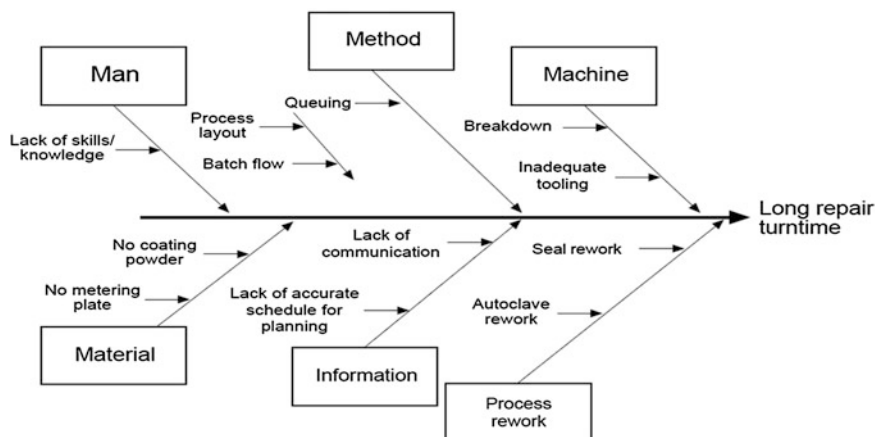 Man
Method
Machine
Lack of skills/
knowledge
Process
layout
Queuing
Batch flow
Breakdown
Inadequate
tooling
Long repair
turntime
No coating
powder
No metering
plate
Material
Lack of
communication
Lack of accurate
schedule for
planning
Information
Seal rework
Autoclave
rework
Process
rework